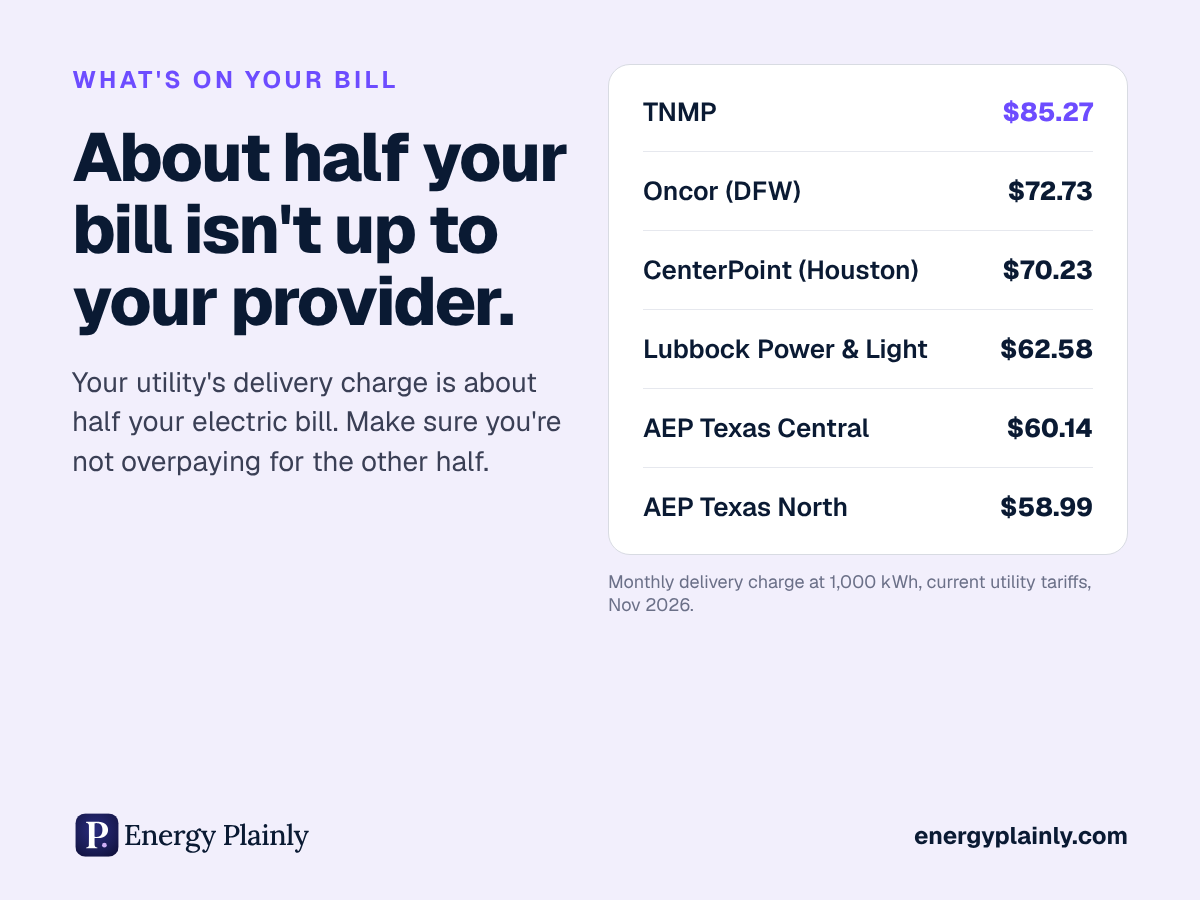 WHAT'S ON YOUR BILL
About half your
bill isn't up to
your provider.
Your utility's delivery charge is about
half your electric bill. Make sure you're
not overpaying for the other half.
TNMP $85.27
Oncor (DFW) $72.73
CenterPoint (Houston) $70.23
Lubbock Power & Light $62.58
AEP Texas Central $60.14
AEP Texas North $58.99
Monthly delivery charge at 1,000 kWh, current utility tariffs,
Nov 2026.
P. Energy Plainly
energyplainly.com